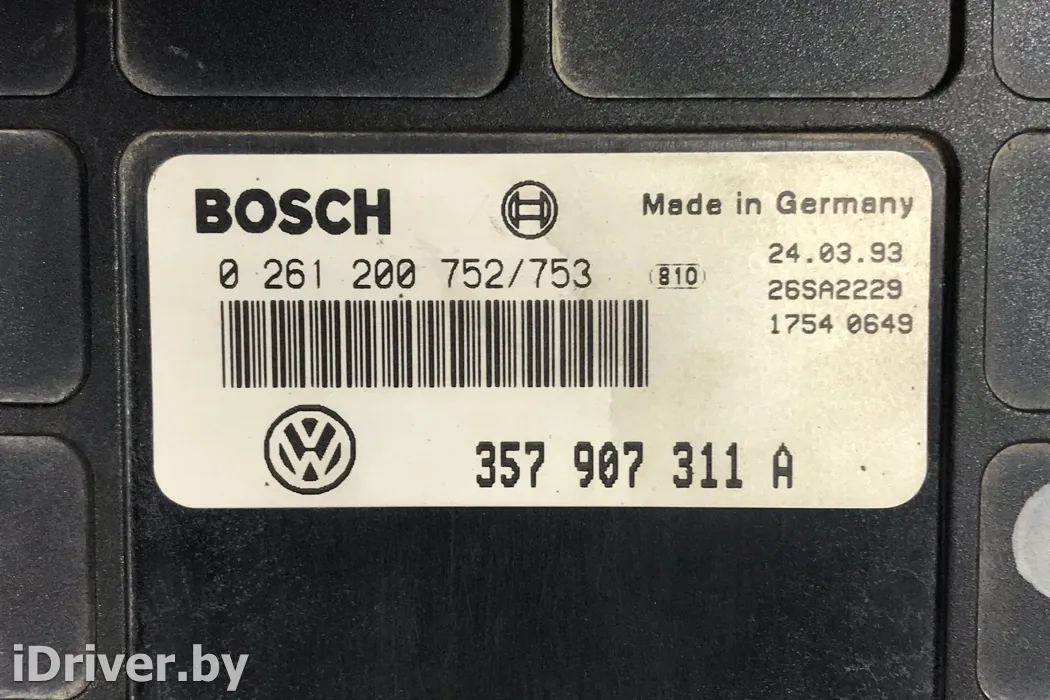 BOSCH
Made in Germany
0 261 200 752/753
810
24.03.93
26SA2229
1754 0649
357 907 311 A
iDriver.by